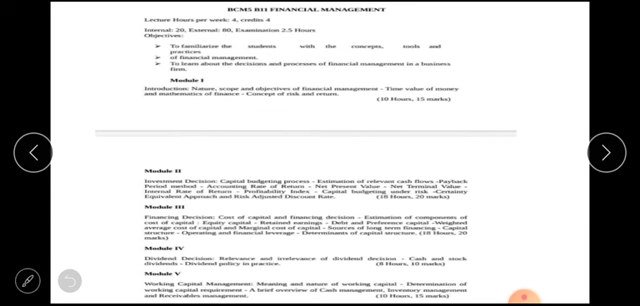 BCM5 B11 FINANCIAL MANAGEMENT
Lecture Hours per week: 4, credits 4
Internal: 20, External: 80, Examination 2.5 Hours
Objectives:
➢ To familiarize the students with the concepts, tools and
practices
➢ of financial management.
➢ To learn about the decisions and processes of financial management in a business
firm.
Module I
Introduction: Nature, scope and objectives of financial management - Time value of money
and mathematics of finance - Concept of risk and return.
(10 Hours, 15 marks)
Module II
Investment Decision: Capital budgeting process - Estimation of relevant cash flows -Payback
Period method - Accounting Rate of Return - Net Present Value - Net Terminal Value -
Internal Rate of Return - Profitability Index - Capital budgeting under risk -Certainty
Equivalent Approach and Risk Adjusted Discount Rate. (18 Hours, 20 marks)
Module III
Financing Decision: Cost of capital and financing decision - Estimation of components of
cost of capital : Equity capital - Retained earnings - Debt and Preference capital -Weighted
average cost of capital and Marginal cost of capital - Sources of long term financing - Capital
structure - Operating and financial leverage - Determinants of capital structure. (18 Hours, 20
marks)
Module IV
Dividend Decision: Relevance and irrelevance of dividend decision - Cash and stock
dividends - Dividend policy in practice. (8 Hours, 10 marks)
Module V
Working Capital Management: Meaning and nature of working capital - Determination of
working capital requirement - A brief overview of Cash management, Inventory management
and Receivables management. (10 Hours, 15 marks)